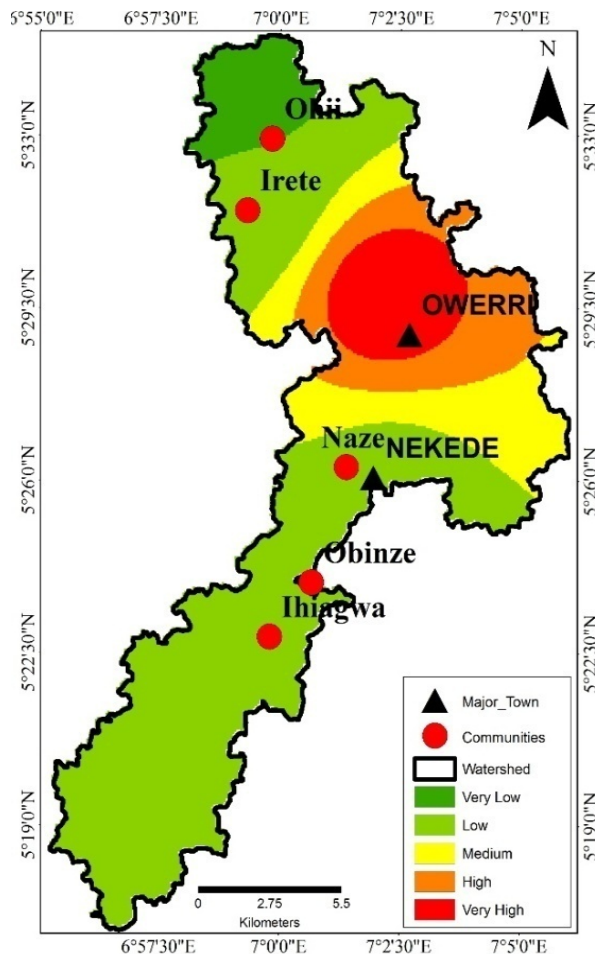 6°55'0"E 6°57'30"E 7°0'0"E 7°2'30"E 7°5'0"E
N
5°33'0"N 5°33'0"N
Ohii
Irete
5°29'30"N 5°29'30"N
OWERRI
Naze NEKEDE
5°26'0"N 5°26'0"N
Obinze
Ihiagwa
5°22'30"N 5°22'30"N
Major_Town
Communities
Watershed
Very Low
Low
Medium
High
Very High
5°19'0"N 5°19'0"N
0 2.75 5.5
Kilometers
6°57'30"E 7°0'0"E 7°2'30"E 7°5'0"E